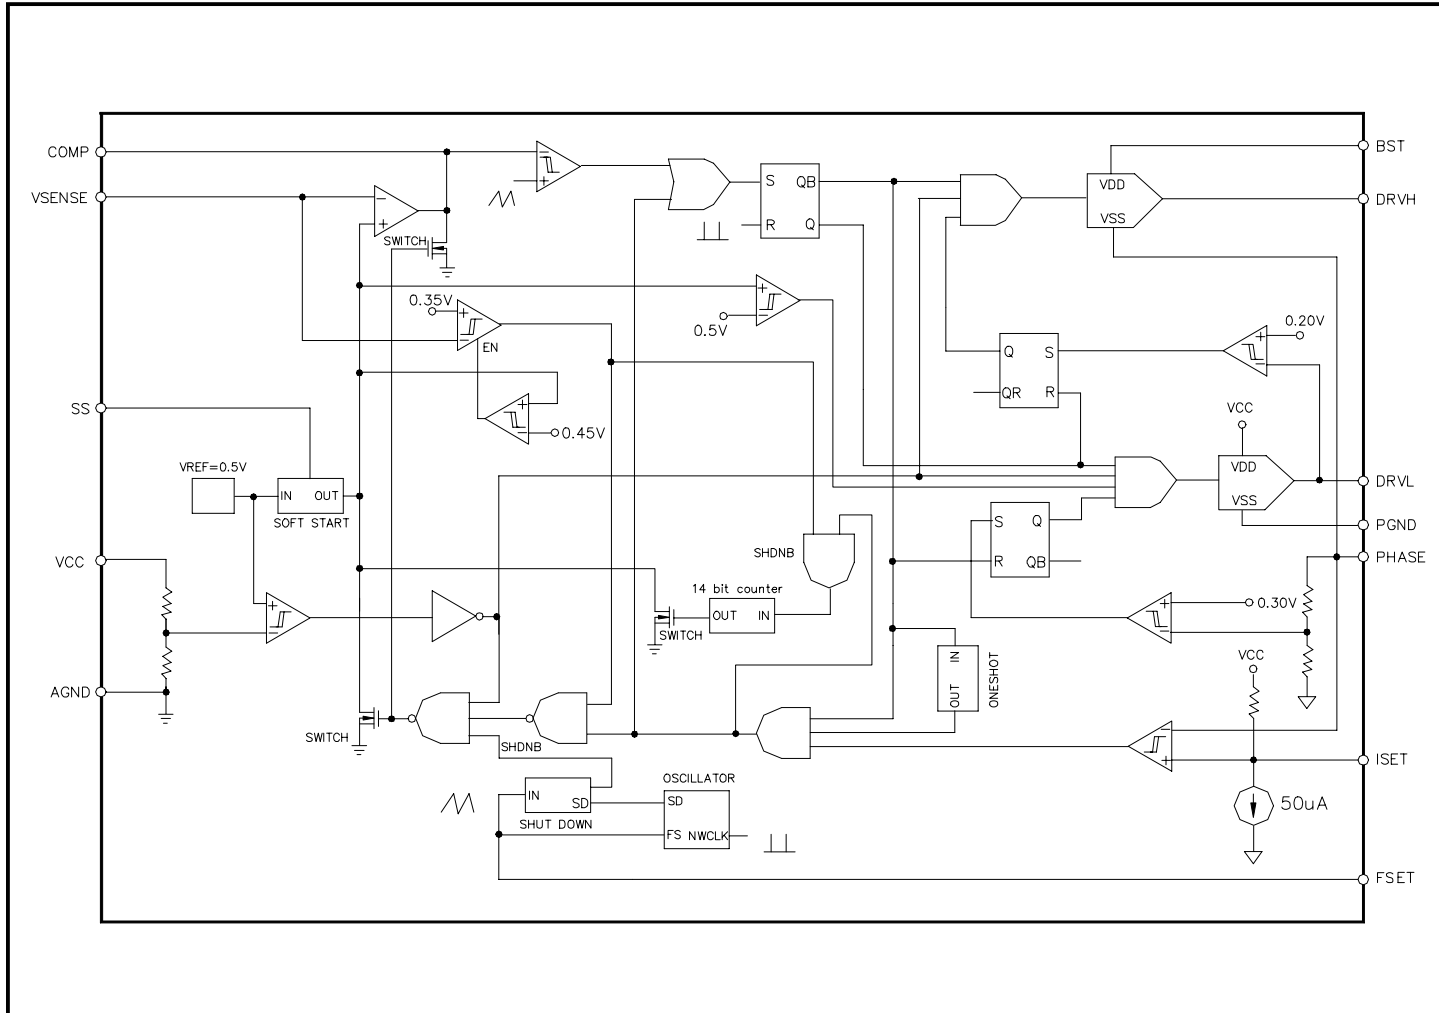 COMP
BST
VSENSE
DRVH
S QB
R Q
VDD
VSS
SWITCH
0.35V
0.5V
0.20V
EN
Q S
QR R
SS
0.45V
VCC
VREF=0.5V
VDD
VSS
DRVL
IN OUT
SOFT START
S Q
R QB
PGND
VCC
SHDNB
PHASE
14 bit counter
OUT IN
SWITCH
0.30V
IN
OUT
ONESHOT
VCC
AGND
SWITCH
SHDNB
ISET
OSCILLATOR
IN
SD
SHUT DOWN
SD
FS NWCLK
50uA
FSET
+
-
+
-
+
-
+
-
+
-
+
-
+
-
+
-
+
-